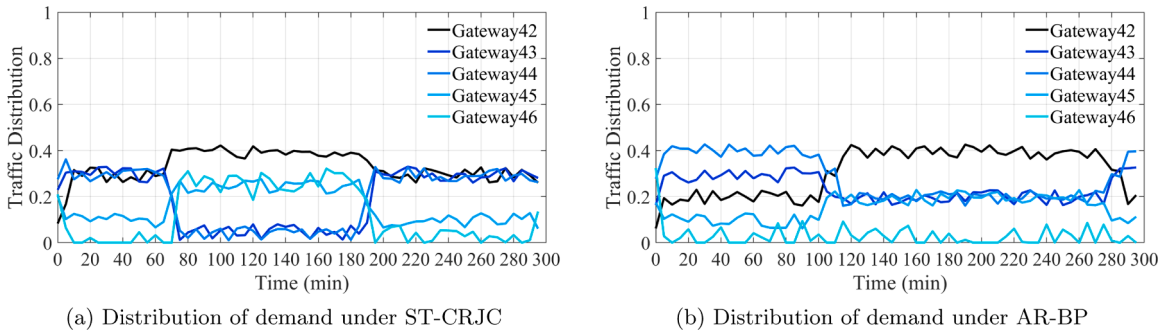 1
0.8
0.6
0.4
0.2
0
Traffic Distribution
Gateway42
Gateway43
Gateway44
Gateway45
Gateway46
0 20 40 60 80 100 120 140 160 180 200 220 240 260 280 300
Time (min)
(a) Distribution of demand under ST-CRJC
1
0.8
0.6
0.4
0.2
0
Traffic Distribution
Gateway42
Gateway43
Gateway44
Gateway45
Gateway46
0 20 40 60 80 100 120 140 160 180 200 220 240 260 280 300
Time (min)
(b) Distribution of demand under AR-BP